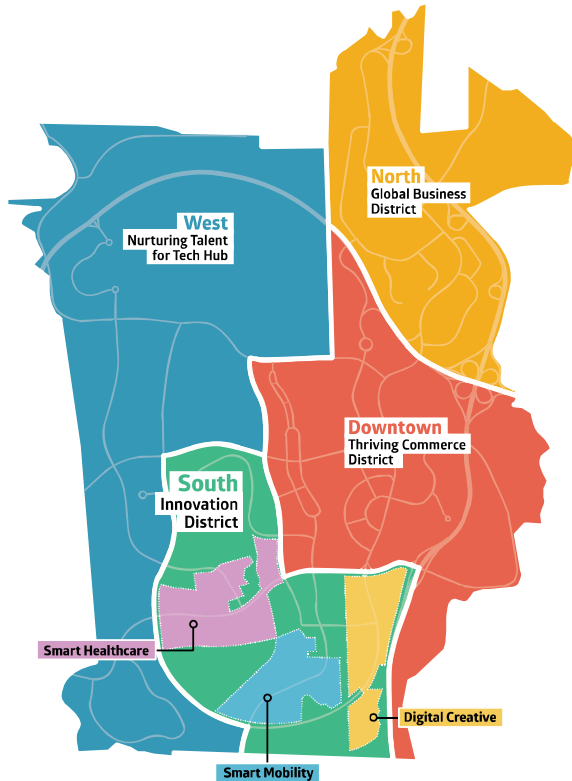 North
Global Business
District
West
Nurturing Talent
for Tech Hub
Downtown
Thriving Commerce
District
South
Innovation
District
Smart Healthcare
Digital Creative
Smart Mobility